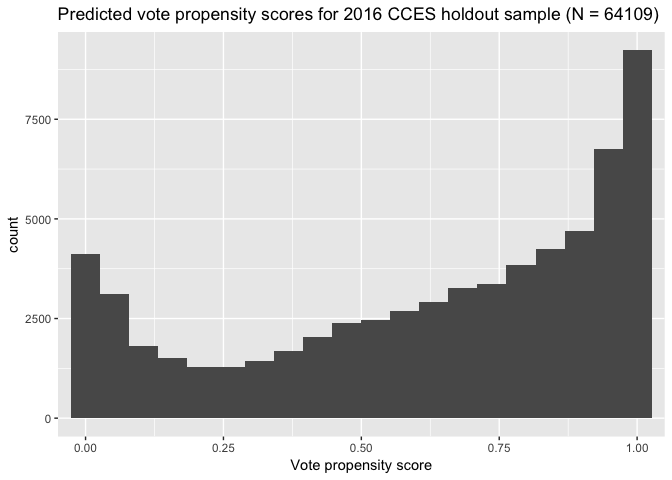 Predicted vote propensity scores for 2016 CCES holdout sample (N = 64109)
7500
5000
2500
0
count
0.00 0.25 0.50 0.75 1.00
Vote propensity score